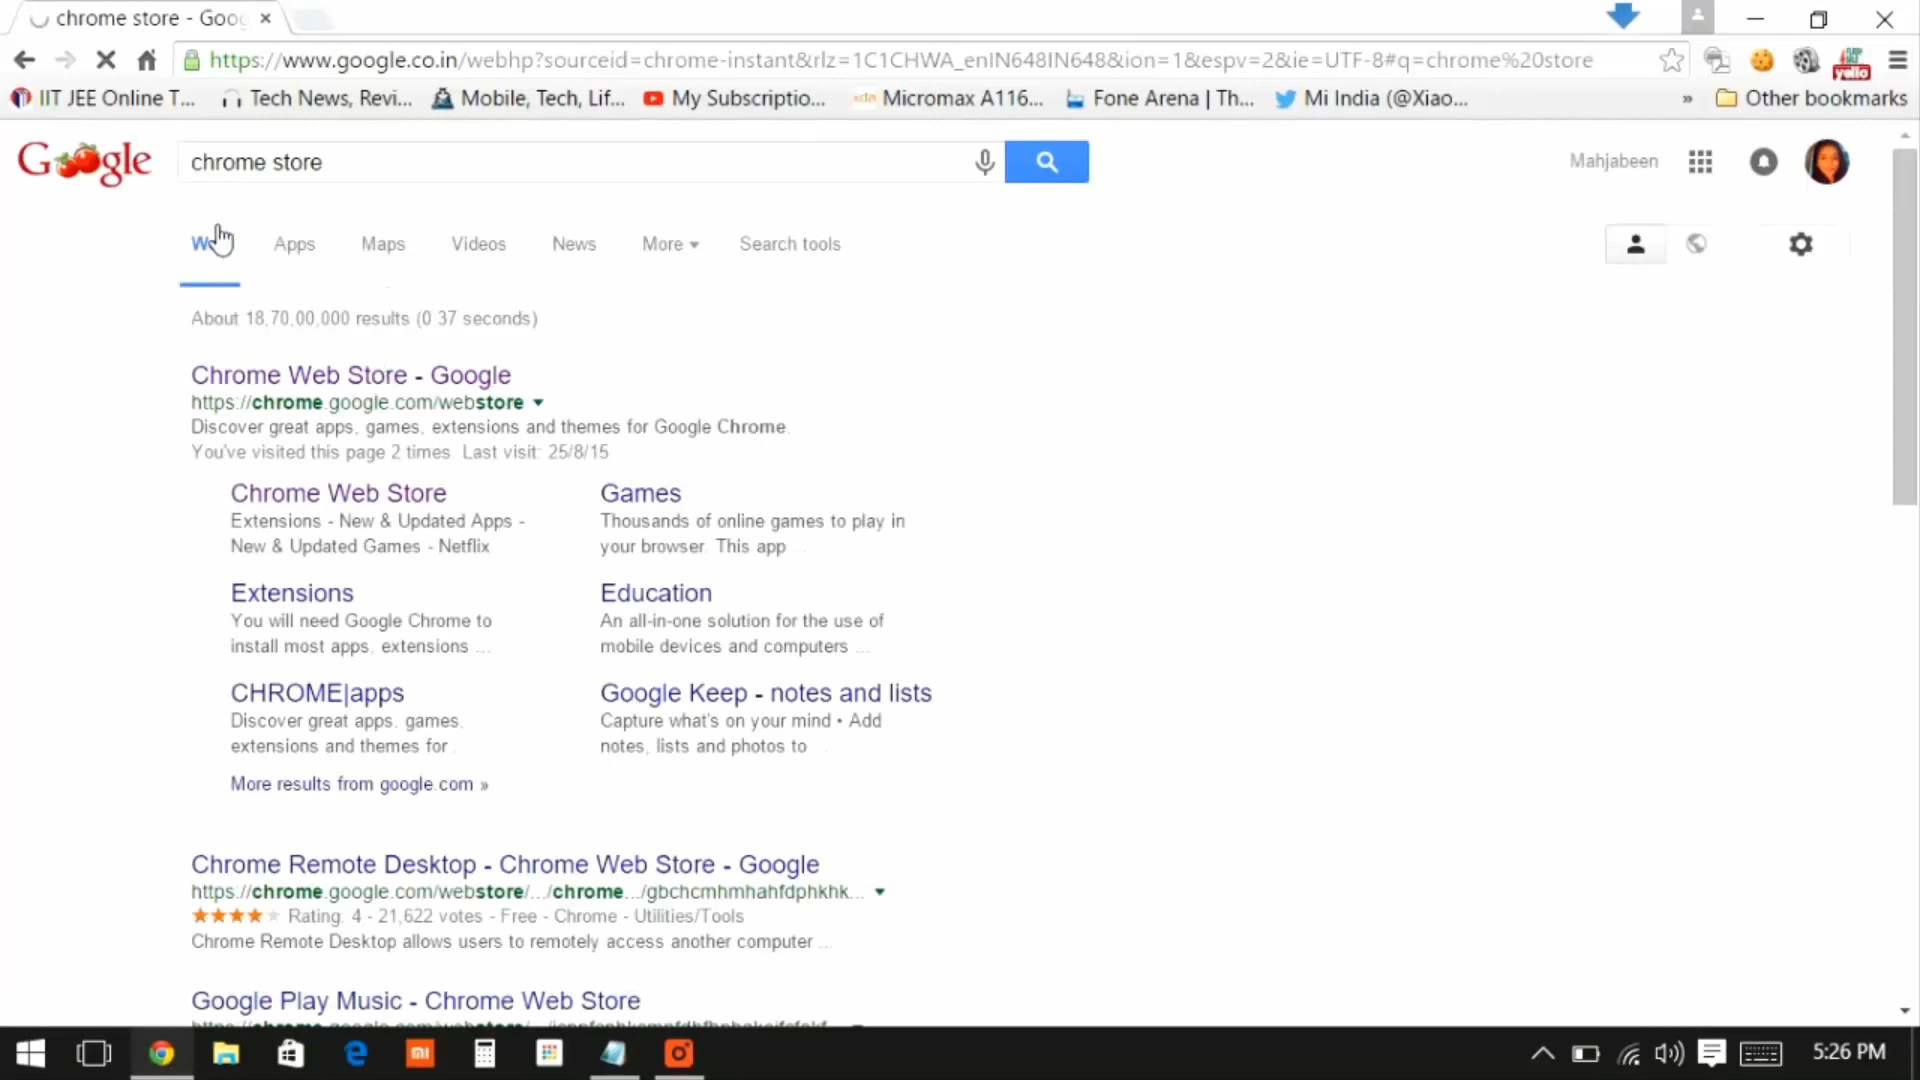 chrome store - Goo
https://www.google.co.in/webhp?sourceid=chrome-instant&rlz=1C1CHWA_enIN648IN648&ion=1&espv=2&ie=UTF-8#q=chrome%20store
yello
IIT JEE Online T...
Tech News, Revi...
Mobile, Tech, Lif...
My Subscriptio...
Micromax A116...
Fone Arena | Th...
Mi India (@Xiao...
»
Other bookmarks
Google
chrome store
Mahjabeen
Apps
Maps
Videos
News
More
Search tools
About 18,70,00,000 results (0 37 seconds)
Chrome Web Store - Google
https://chrome.google.com/webstore
Discover great apps, games, extensions and themes for Google Chrome.
You've visited this page 2 times Last visit: 25/8/15
Chrome Web Store
Extensions - New & Updated Apps -
New & Updated Games - Netflix
Games
Thousands of online games to play in
your browser This app
Extensions
You will need Google Chrome to
install most apps, extensions ...
Education
An all-in-one solution for the use of
mobile devices and computers ...
CHROME|apps
Discover great apps, games,
extensions and themes for
Google Keep - notes and lists
Capture what's on your mind • Add
notes, lists and photos to
More results from google.com »
Chrome Remote Desktop - Chrome Web Store - Google
https://chrome.google.com/webstore/.../chrome.../gbchcmhmhahfdphkhk...
Rating: 4 - 21,622 votes - Free - Chrome - Utilities/Tools
Chrome Remote Desktop allows users to remotely access another computer ...
Google Play Music - Chrome Web Store
mi
5:26 PM